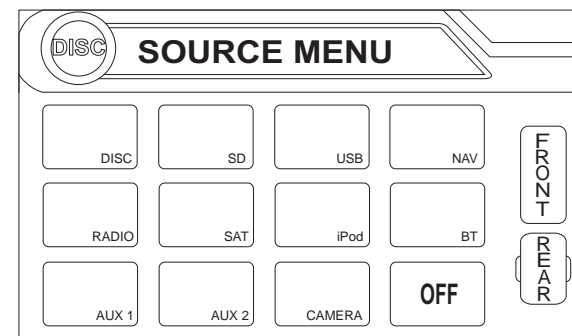 DISC SOURCE MENU
DISC SD USB NAV
RADIO SAT iPod BT
AUX 1 AUX 2 CAMERA OFF
FRONT
REAR